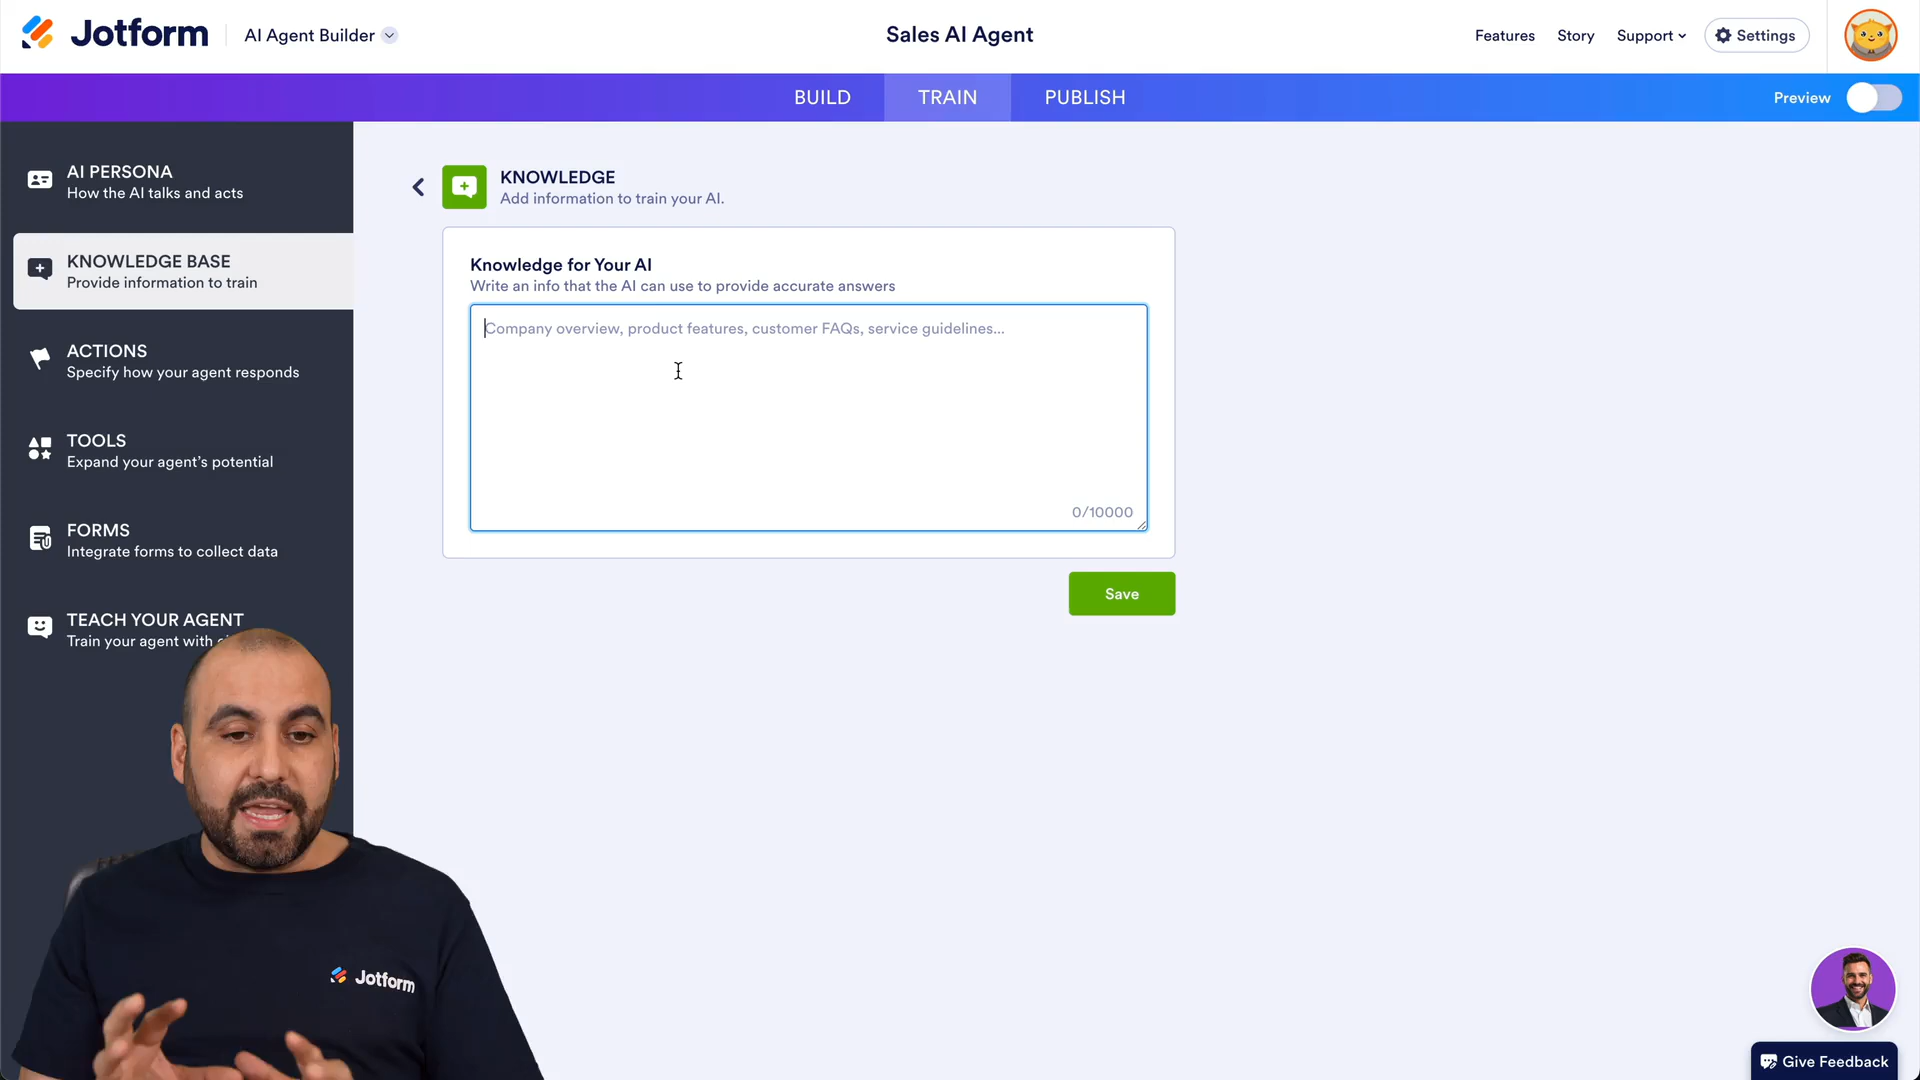 Jotform
AI Agent Builder
Sales AI Agent
Features
Story
Support
Settings
BUILD
TRAIN
PUBLISH
Preview
AI PERSONA
How the AI talks and acts
KNOWLEDGE BASE
Provide information to train
ACTIONS
Specify how your agent responds
TOOLS
Expand your agent's potential
FORMS
Integrate forms to collect data
TEACH YOUR AGENT
Train your agent with
KNOWLEDGE
Add information to train your AI.
Knowledge for Your AI
Write an info that the AI can use to provide accurate answers
Company overview, product features, customer FAQs, service guidelines...
0/10000
Save
Jotform
Give Feedback